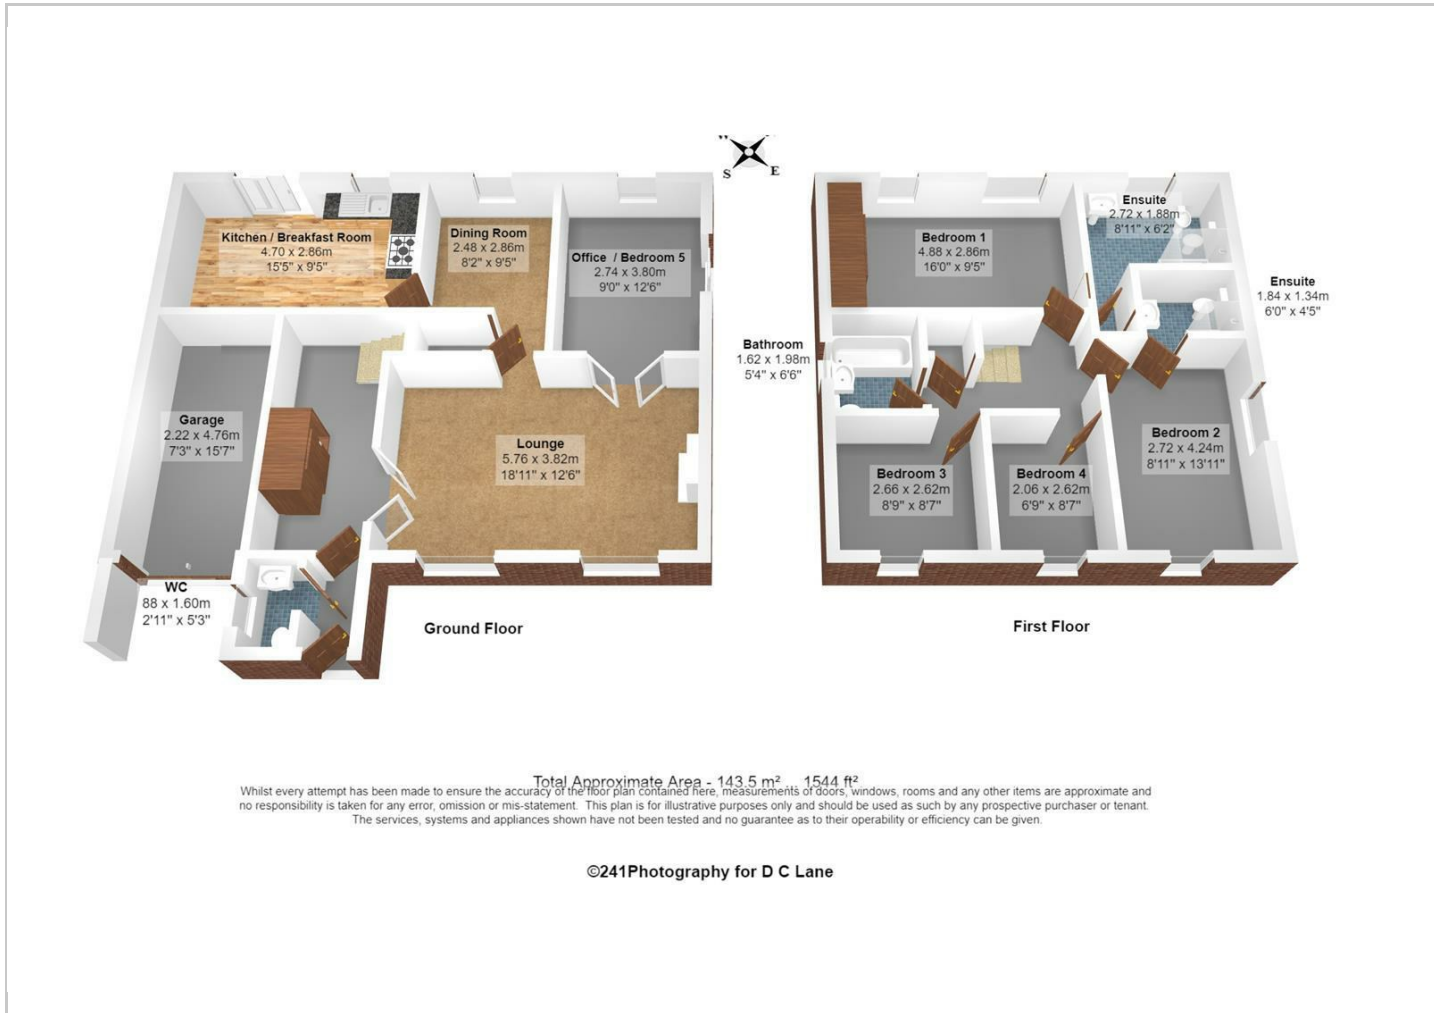 S
E
Kitchen / Breakfast Room
4.70 x 2.86m
15'5" x 9'5"
Dining Room
2.48 x 2.86m
8'2" x 9'5"
Office / Bedroom 5
2.74 x 3.80m
9'0" x 12'6"
Garage
2.22 x 4.76m
7'3" x 15'7"
Lounge
5.76 x 3.82m
18'11" x 12'6"
WC
88 x 1.60m
2'11" x 5'3"
Ground Floor
Bedroom 1
4.88 x 2.86m
16'0" x 9'5"
Ensuite
2.72 x 1.88m
8'11" x 6'2"
Ensuite
1.84 x 1.34m
6'0" x 4'5"
Bathroom
1.62 x 1.98m
5'4" x 6'6"
Bedroom 2
2.72 x 4.24m
8'11" x 13'11"
Bedroom 3
2.66 x 2.62m
8'9" x 8'7"
Bedroom 4
2.06 x 2.62m
6'9" x 8'7"
First Floor
Total Approximate Area - 143.5 m² ... 1544 ft²
Whilst every attempt has been made to ensure the accuracy of the floor plan contained here, measurements of doors, windows, rooms and any other items are approximate and
no responsibility is taken for any error, omission or mis-statement. This plan is for illustrative purposes only and should be used as such by any prospective purchaser or tenant.
The services, systems and appliances shown have not been tested and no guarantee as to their operability or efficiency can be given.
©241Photography for D C Lane